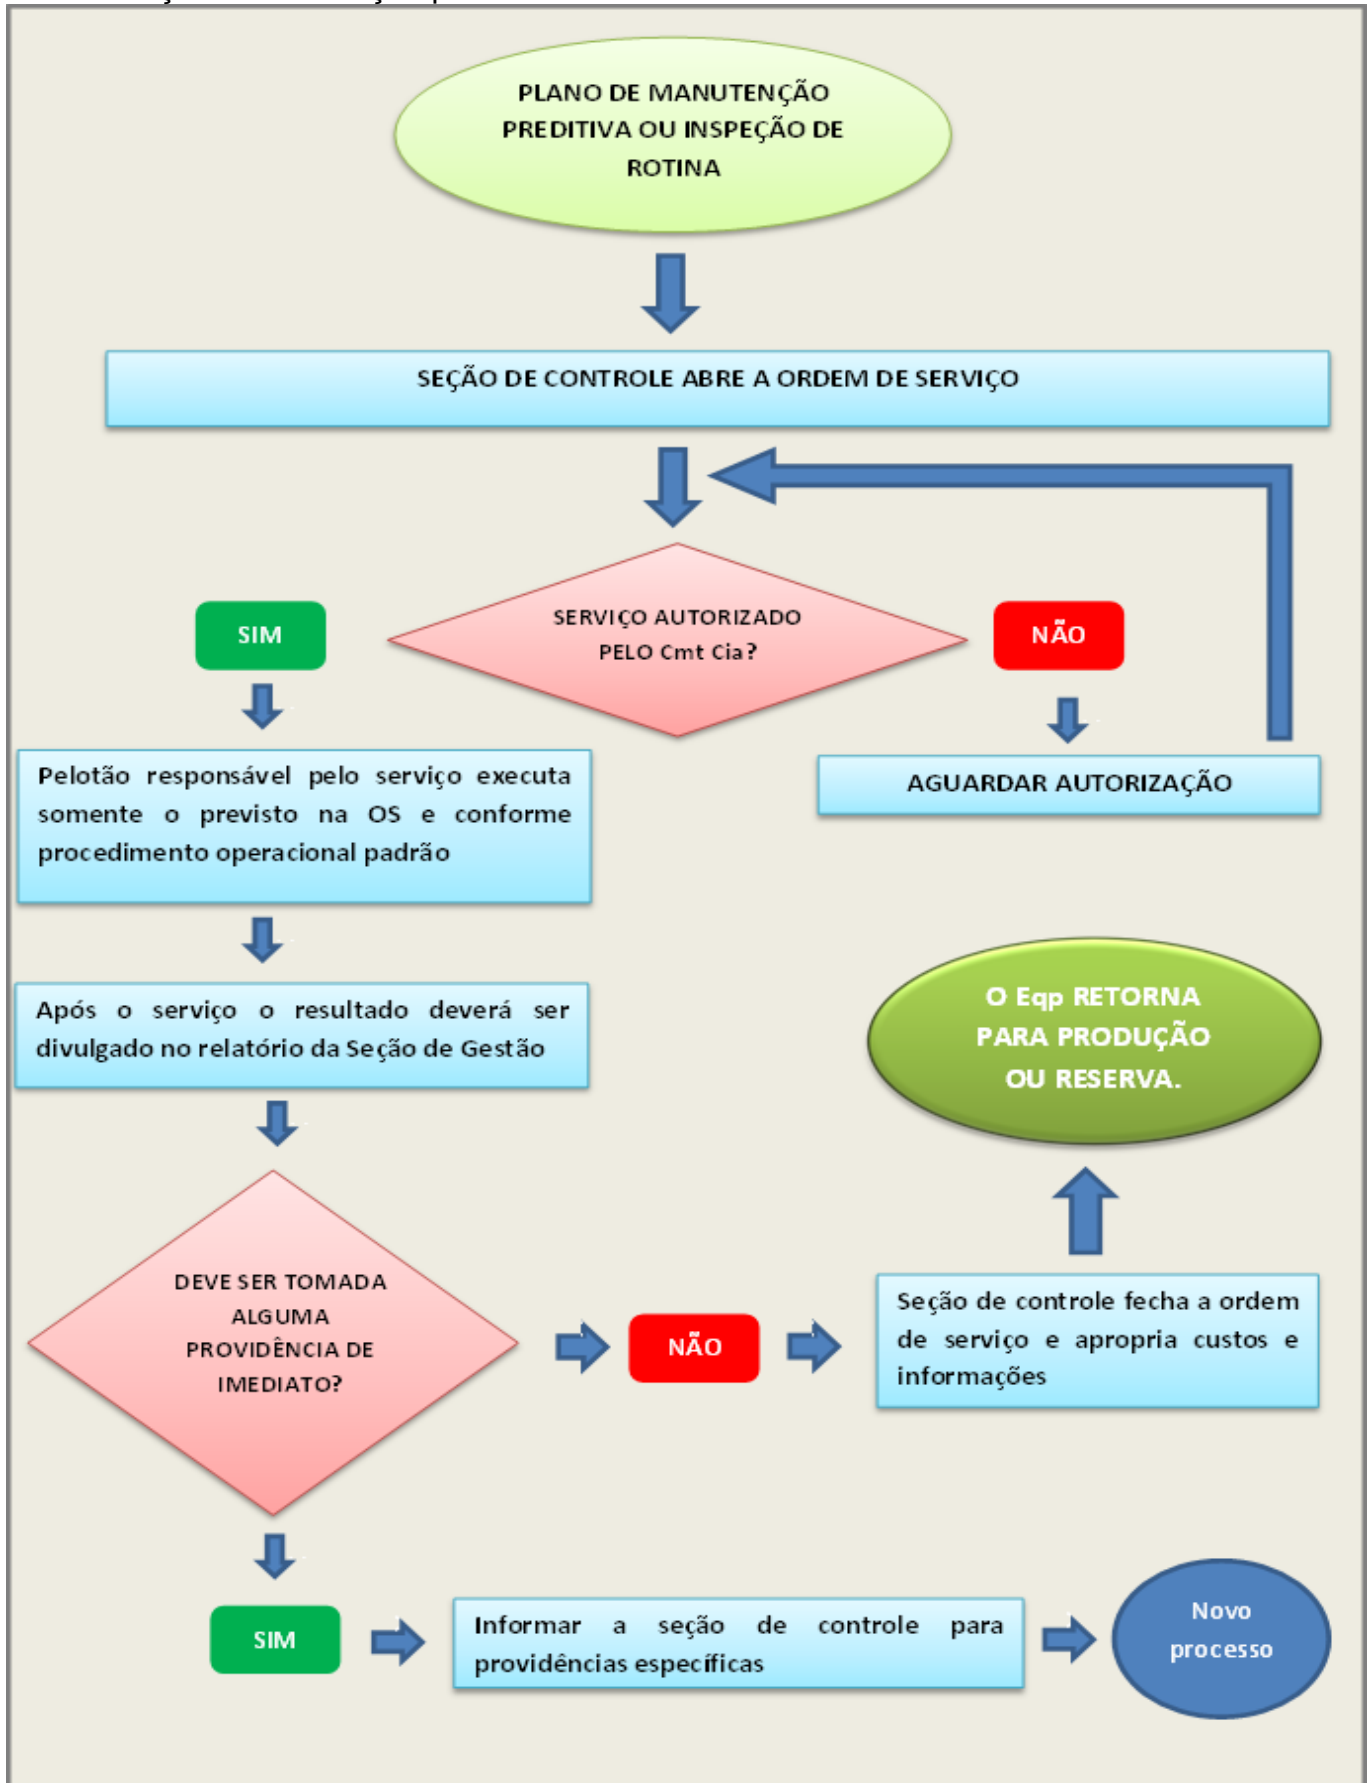 PLANO DE MANUTENÇÃO
PREDITIVA OU INSPEÇÃO DE
ROTINA
SEÇÃO DE CONTROLE ABRE A ORDEM DE SERVIÇO
SERVIÇO AUTORIZADO
PELO Cmt Cia?
SIM
NÃO
Pelotão responsável pelo serviço executa
somente o previsto na OS e conforme
procedimento operacional padrão
AGUARDAR AUTORIZAÇÃO
Após o serviço o resultado deverá ser
divulgado no relatório da Seção de Gestão
O Eqp RETORNA
PARA PRODUÇÃO
OU RESERVA.
DEVE SER TOMADA
ALGUMA
PROVIDÊNCIA DE
IMEDIATO?
NÃO
Seção de controle fecha a ordem
de serviço e apropria custos e
informações
SIM
Informar a seção de controle para
providências específicas
Novo
processo